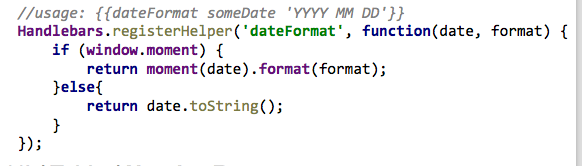 //usage: {{dateFormat someDate 'YYYY MM DD'}}
Handlebars.registerHelper('dateFormat', function(date, format) {
    if (window.moment) {
        return moment(date).format(format);
    }else{
        return date.toString();
    }
});